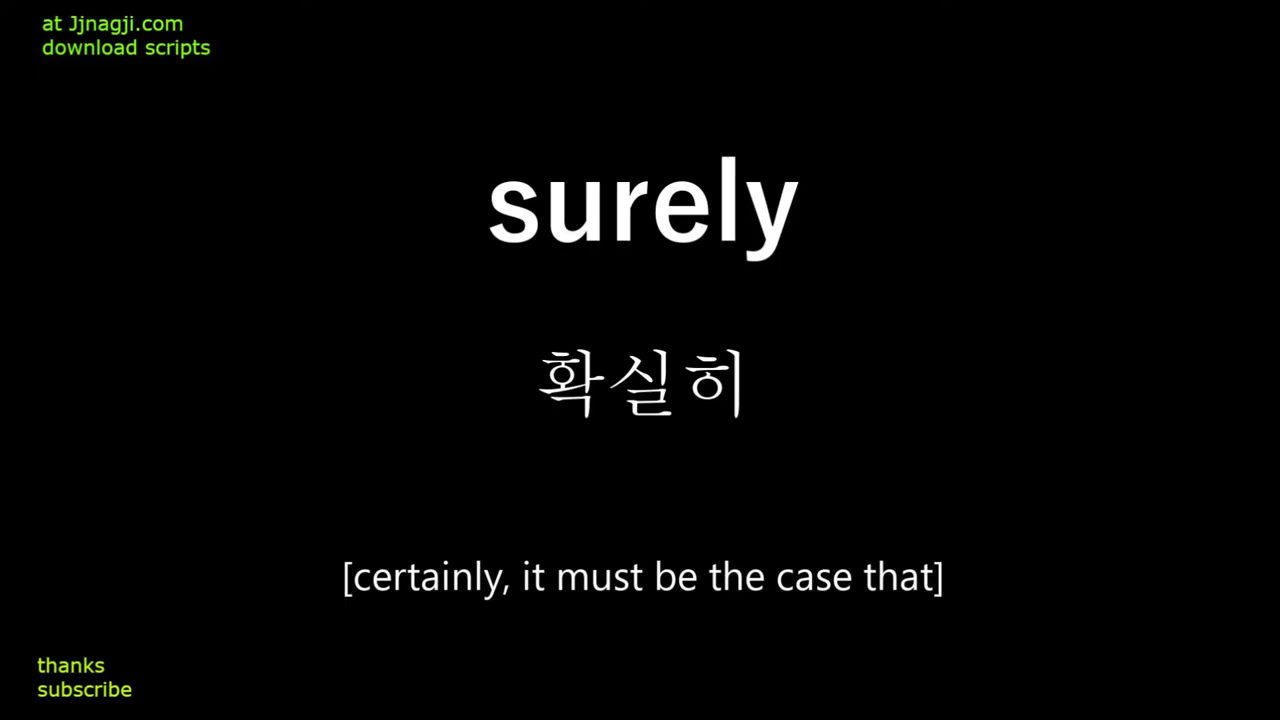 at Jjnagji.com
download scripts
surely
확실히
[certainly, it must be the case that]
thanks
subscribe